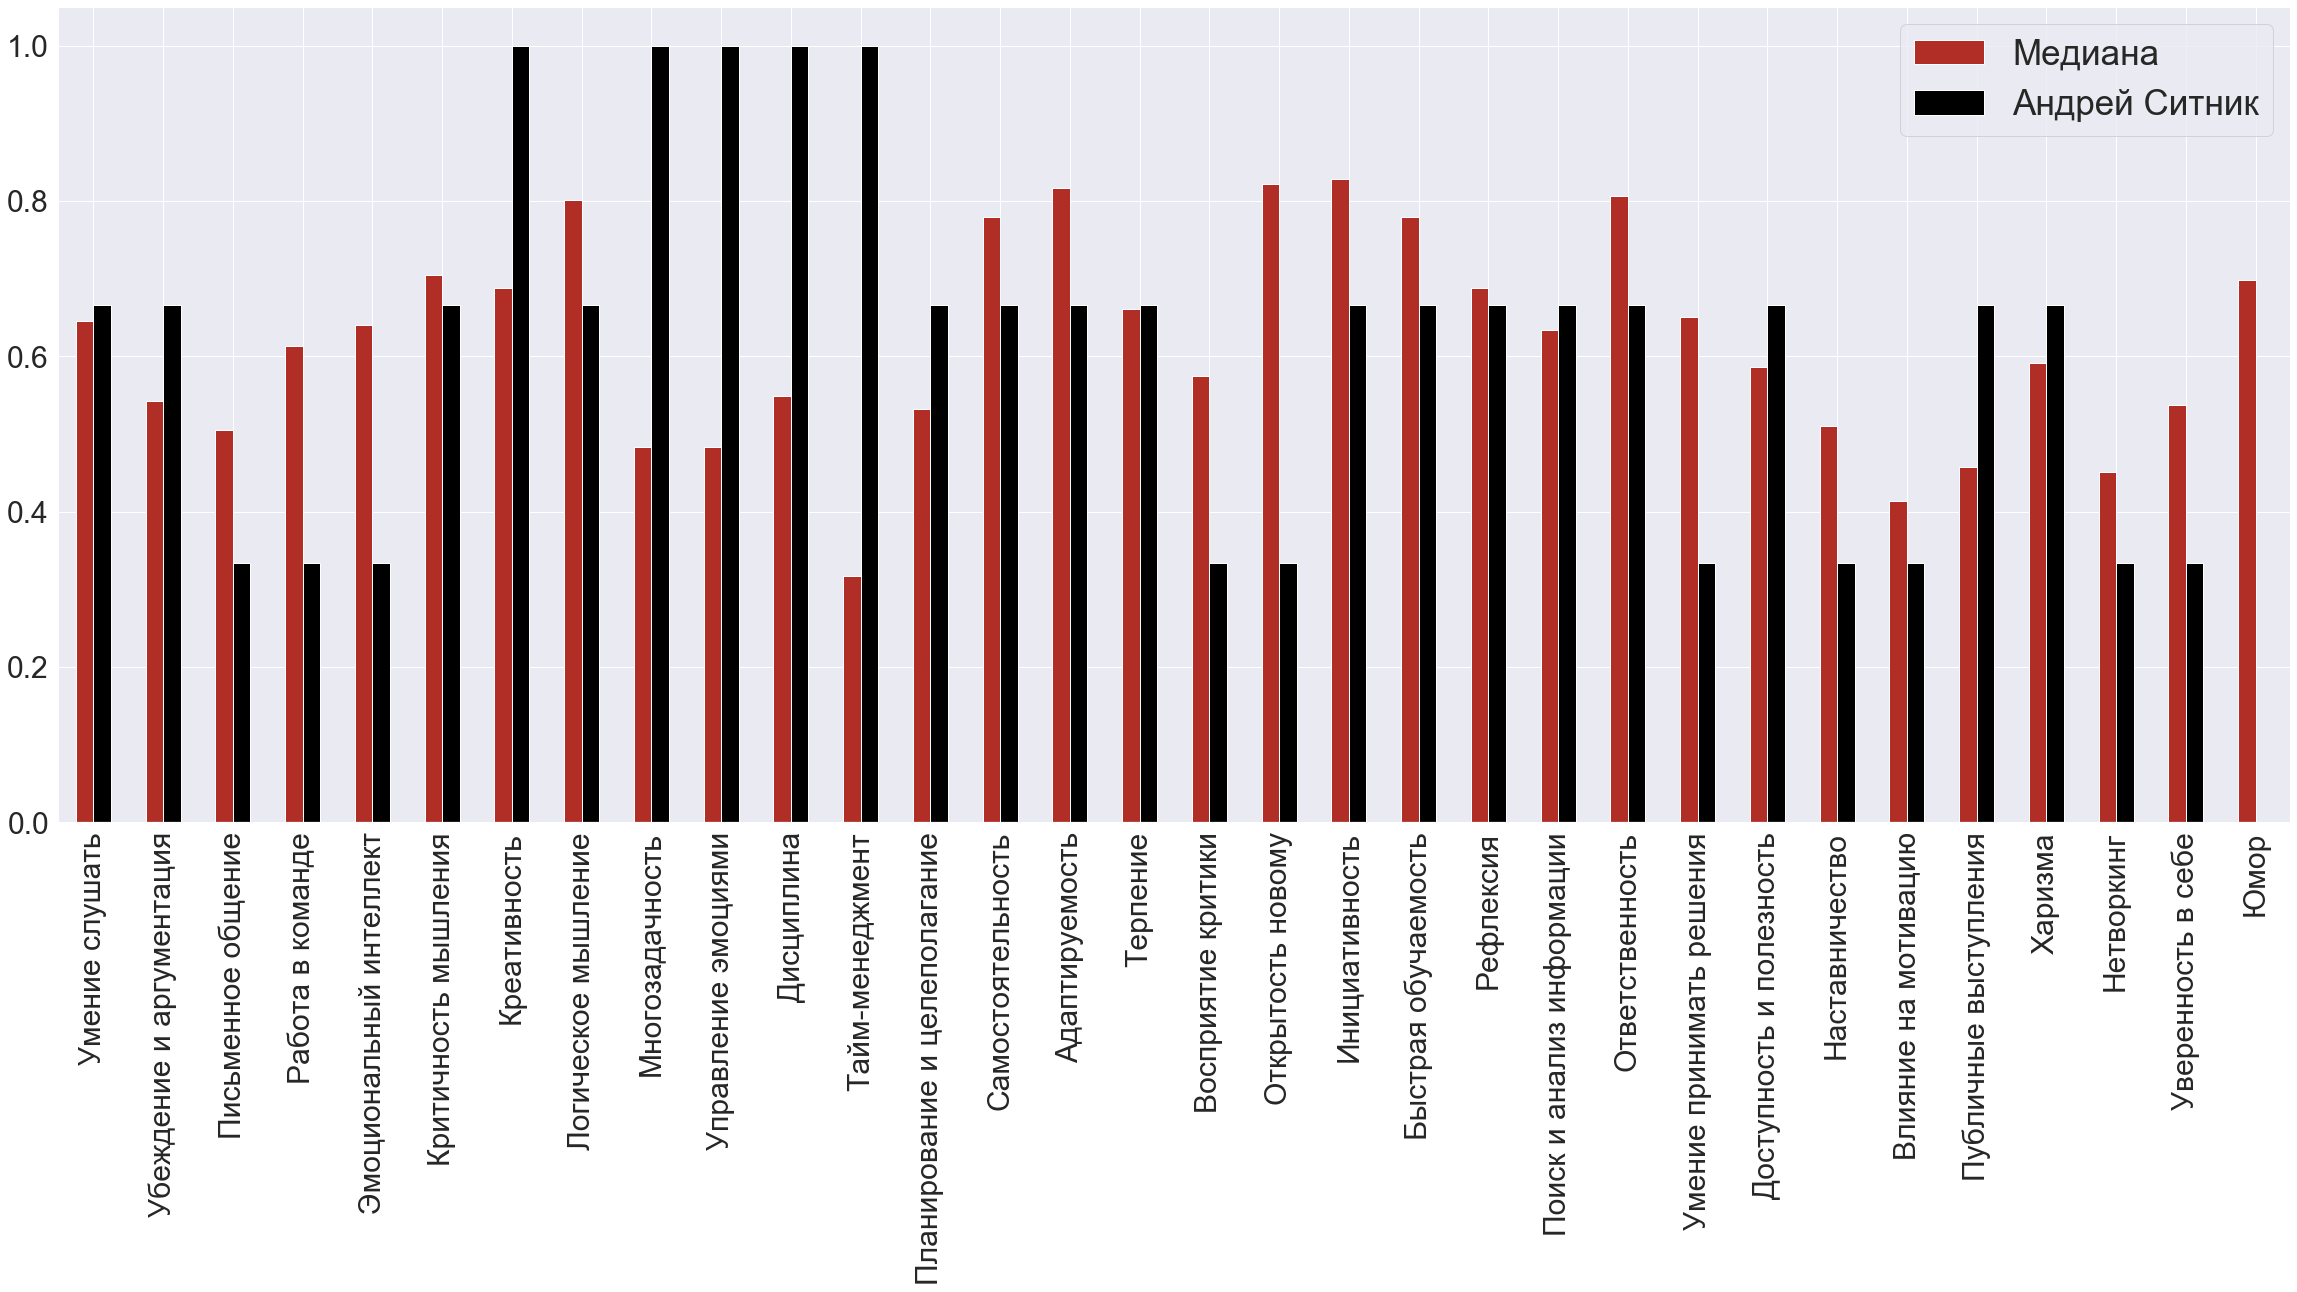 1.0
0.8
0.6
0.4
0.2
0.0
Медиана
Андрей Ситник
Умение слушать
Убеждение и аргументация
Письменное общение
Работа в команде
Эмоциональный интеллект
Критичность мышления
Креативность
Логическое мышление
Многозадачность
Управление эмоциями
Дисциплина
Тайм-менеджмент
Планирование и целеполагание
Самостоятельность
Адаптируемость
Терпение
Восприятие критики
Открытость новому
Инициативность
Быстрая обучаемость
Рефлексия
Поиск и анализ информации
Ответственность
Умение принимать решения
Доступность и полезность
Наставничество
Влияние на мотивацию
Публичные выступления
Харизма
Нетворкинг
Уверенность в себе
Юмор